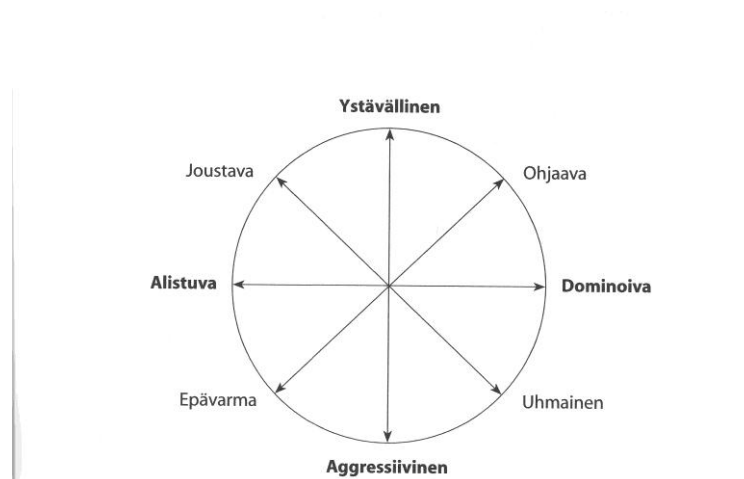 Ystävällinen
Joustava
Ohjaava
Alistuva
Dominoiva
Epävarma
Uhmainen
Aggressiivinen